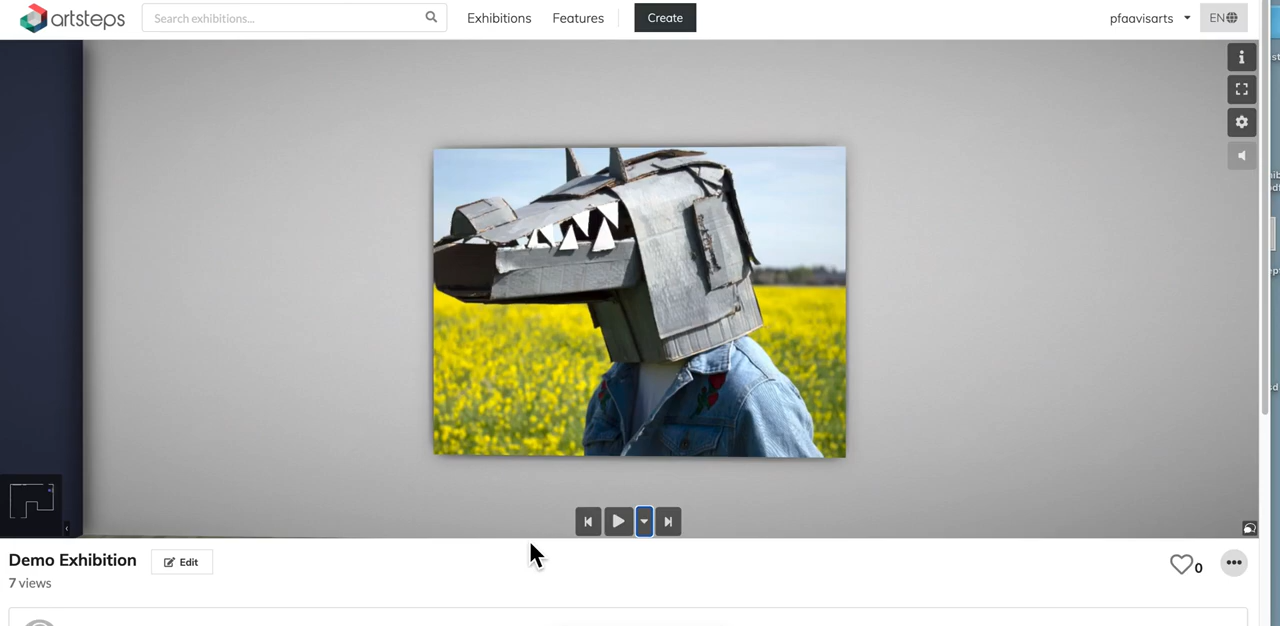 artsteps
Search exhibitions...
Exhibitions
Features
Create
pfaavisarts
EN
Demo Exhibition
Edit
7 views
0